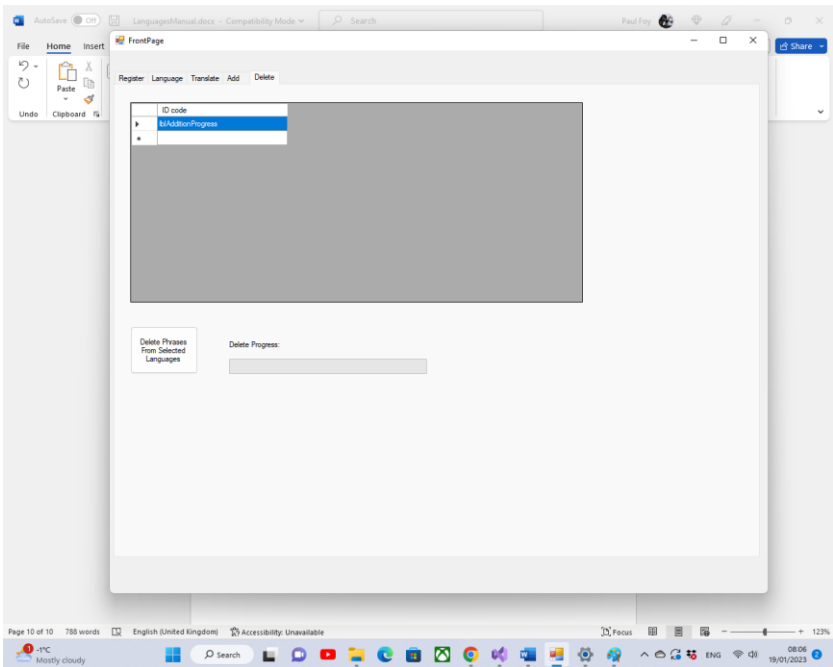 AutoSave Off LanguagesManual.docx - Compatibility Mode Search Paul Foy
File Home Insert Share
FrontPage
Register Language Translate Add Delete
Paste
Undo Clipboard
ID code
lblAdditionProgress
Delete Phrases
From Selected
Languages
Delete Progress:
Page 10 of 10 788 words English (United Kingdom) Accessibility: Unavailable Focus 123%
-1°C
Mostly cloudy
Search
ENG
08:06
19/01/2023
2